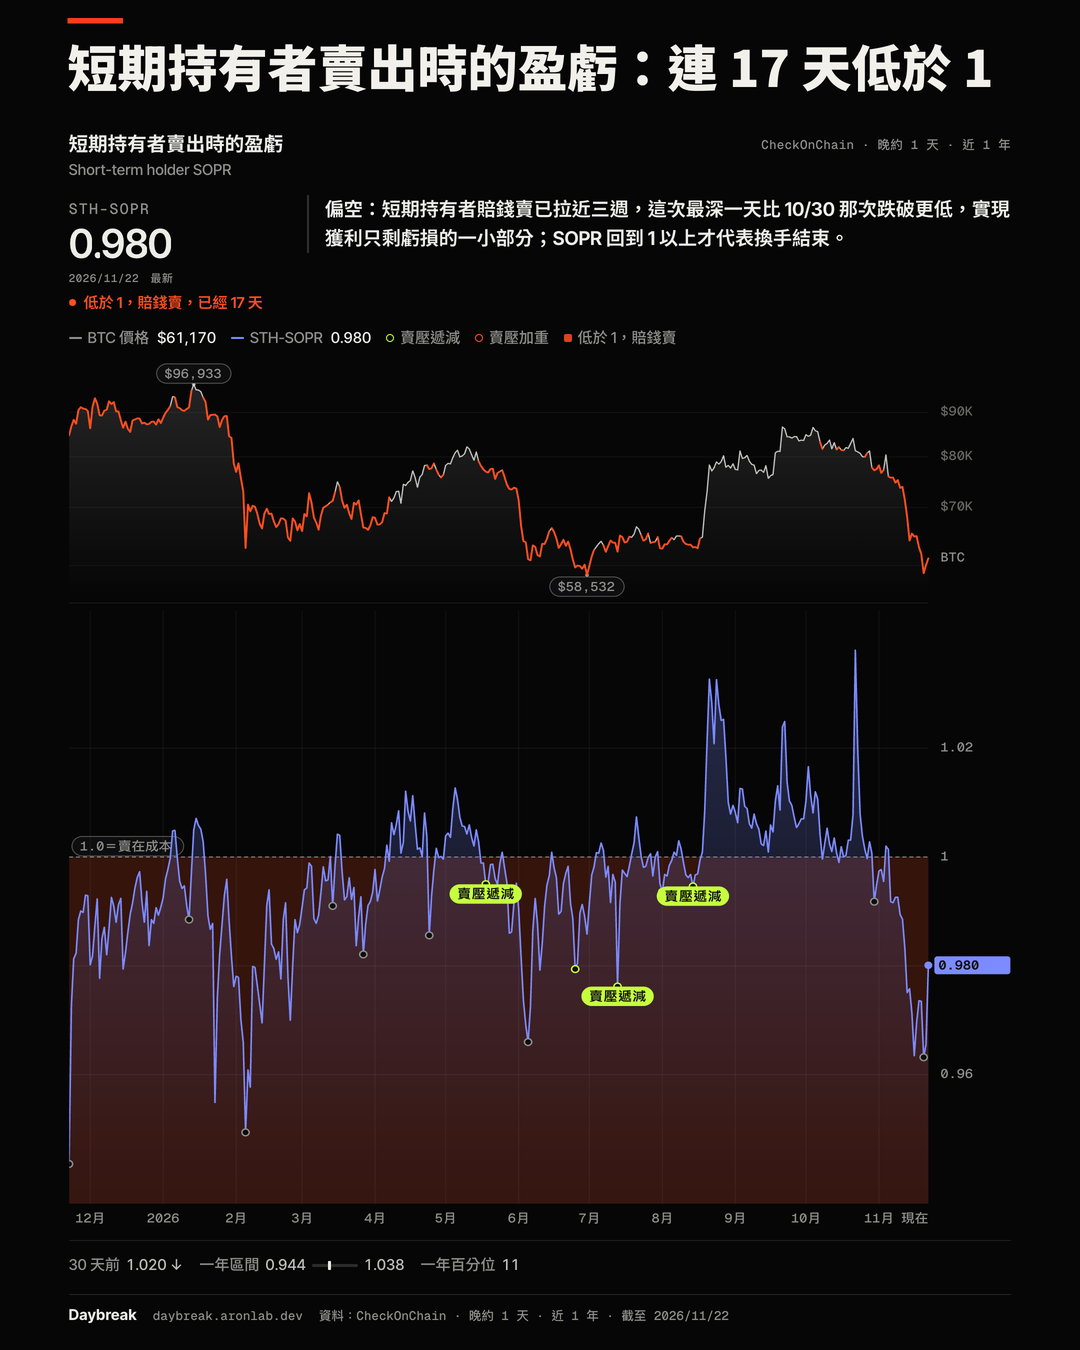 短期持有者賣出時的盈虧：連 17 天低於 1
短期持有者賣出時的盈虧
CheckOnChain · 晚約 1 天 · 近 1 年
Short-term holder SOPR
STH-SOPR
0.980
2026/11/22 最新
低於 1，賠錢賣，已經 17 天
偏空：短期持有者賠錢賣已拉近三週，這次最深一天比 10/30 那次跌破更低，實現
獲利只剩虧損的一小部分；SOPR 回到 1 以上才代表換手結束。
BTC 價格 $61,170 STH-SOPR 0.980 賣壓遞減 賣壓加重 低於 1，賠錢賣
$96,933
$90K
$80K
$70K
BTC
$58,532
1.02
1.0＝賣在成本
1
賣壓遞減
賣壓遞減
0.980
賣壓遞減
0.96
12月 2026 2月 3月 4月 5月 6月 7月 8月 9月 10月 11月 現在
30 天前 1.020 ↓ 一年區間 0.944 1.038 一年百分位 11
Daybreak daybreak.aronlab.dev 資料：CheckOnChain · 晚約 1 天 · 近 1 年 · 截至 2026/11/22